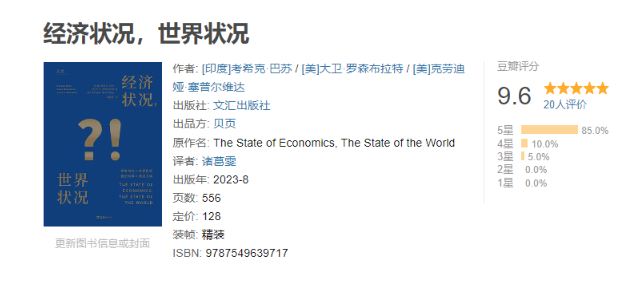 经济状况，世界状况
经济
状况，
?!
世界
状况
THE STATE OF
ECONOMICS,
THE STATE OF
THE WORLD
更新图书信息或封面
作者: [印度]考希克·巴苏 / [美]大卫·罗森布拉特 / [美]克劳迪
娅·塞普尔维达
出版社: 文汇出版社
出品方: 贝页
原作名: The State of Economics, The State of the World
译者: 诸葛雯
出版年: 2023-8
页数: 556
定价: 128
装帧: 精装
ISBN: 9787549639717
豆瓣评分
9.6
20人评价
5星 85.0%
4星 10.0%
3星 5.0%
2星 0.0%
1星 0.0%